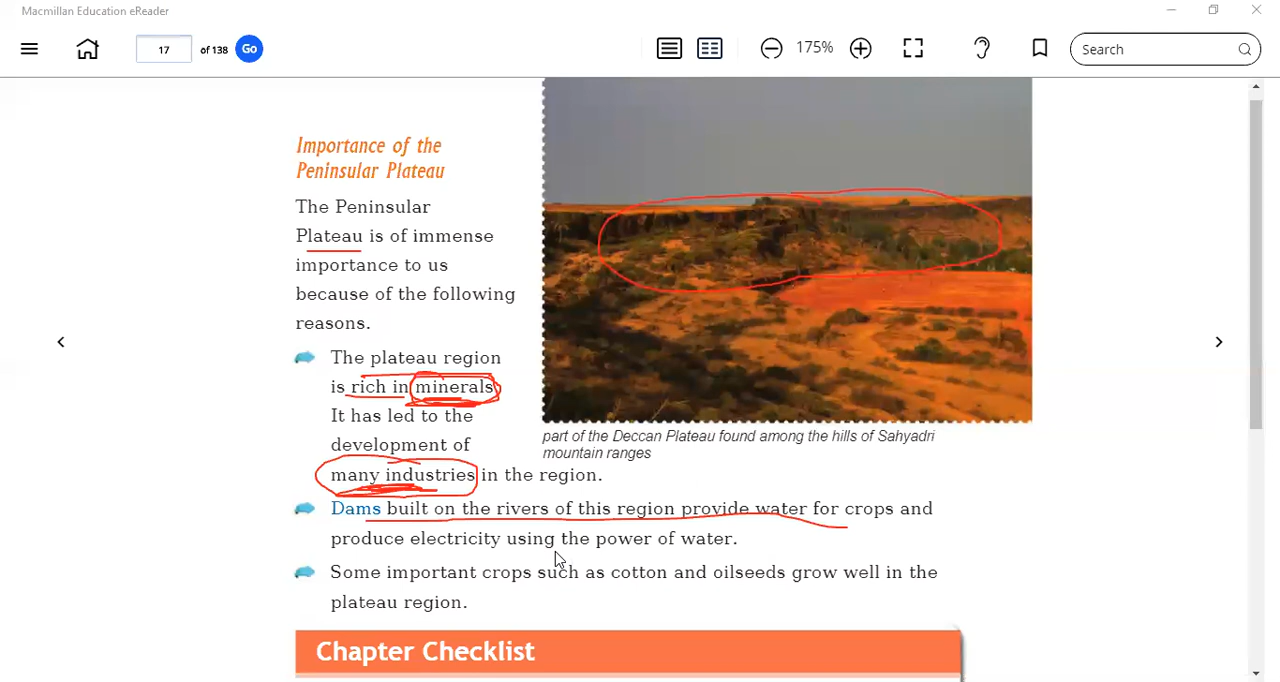 Macmillan Education eReader
17 of 138 Go 175% Search
Importance of the
Peninsular Plateau
The Peninsular
Plateau is of immense
importance to us
because of the following
reasons.
The plateau region
is rich in minerals
It has led to the
development of
many industries in the region.
part of the Deccan Plateau found among the hills of Sahyadri
mountain ranges
Dams built on the rivers of this region provide water for crops and
produce electricity using the power of water.
Some important crops such as cotton and oilseeds grow well in the
plateau region.
Chapter Checklist